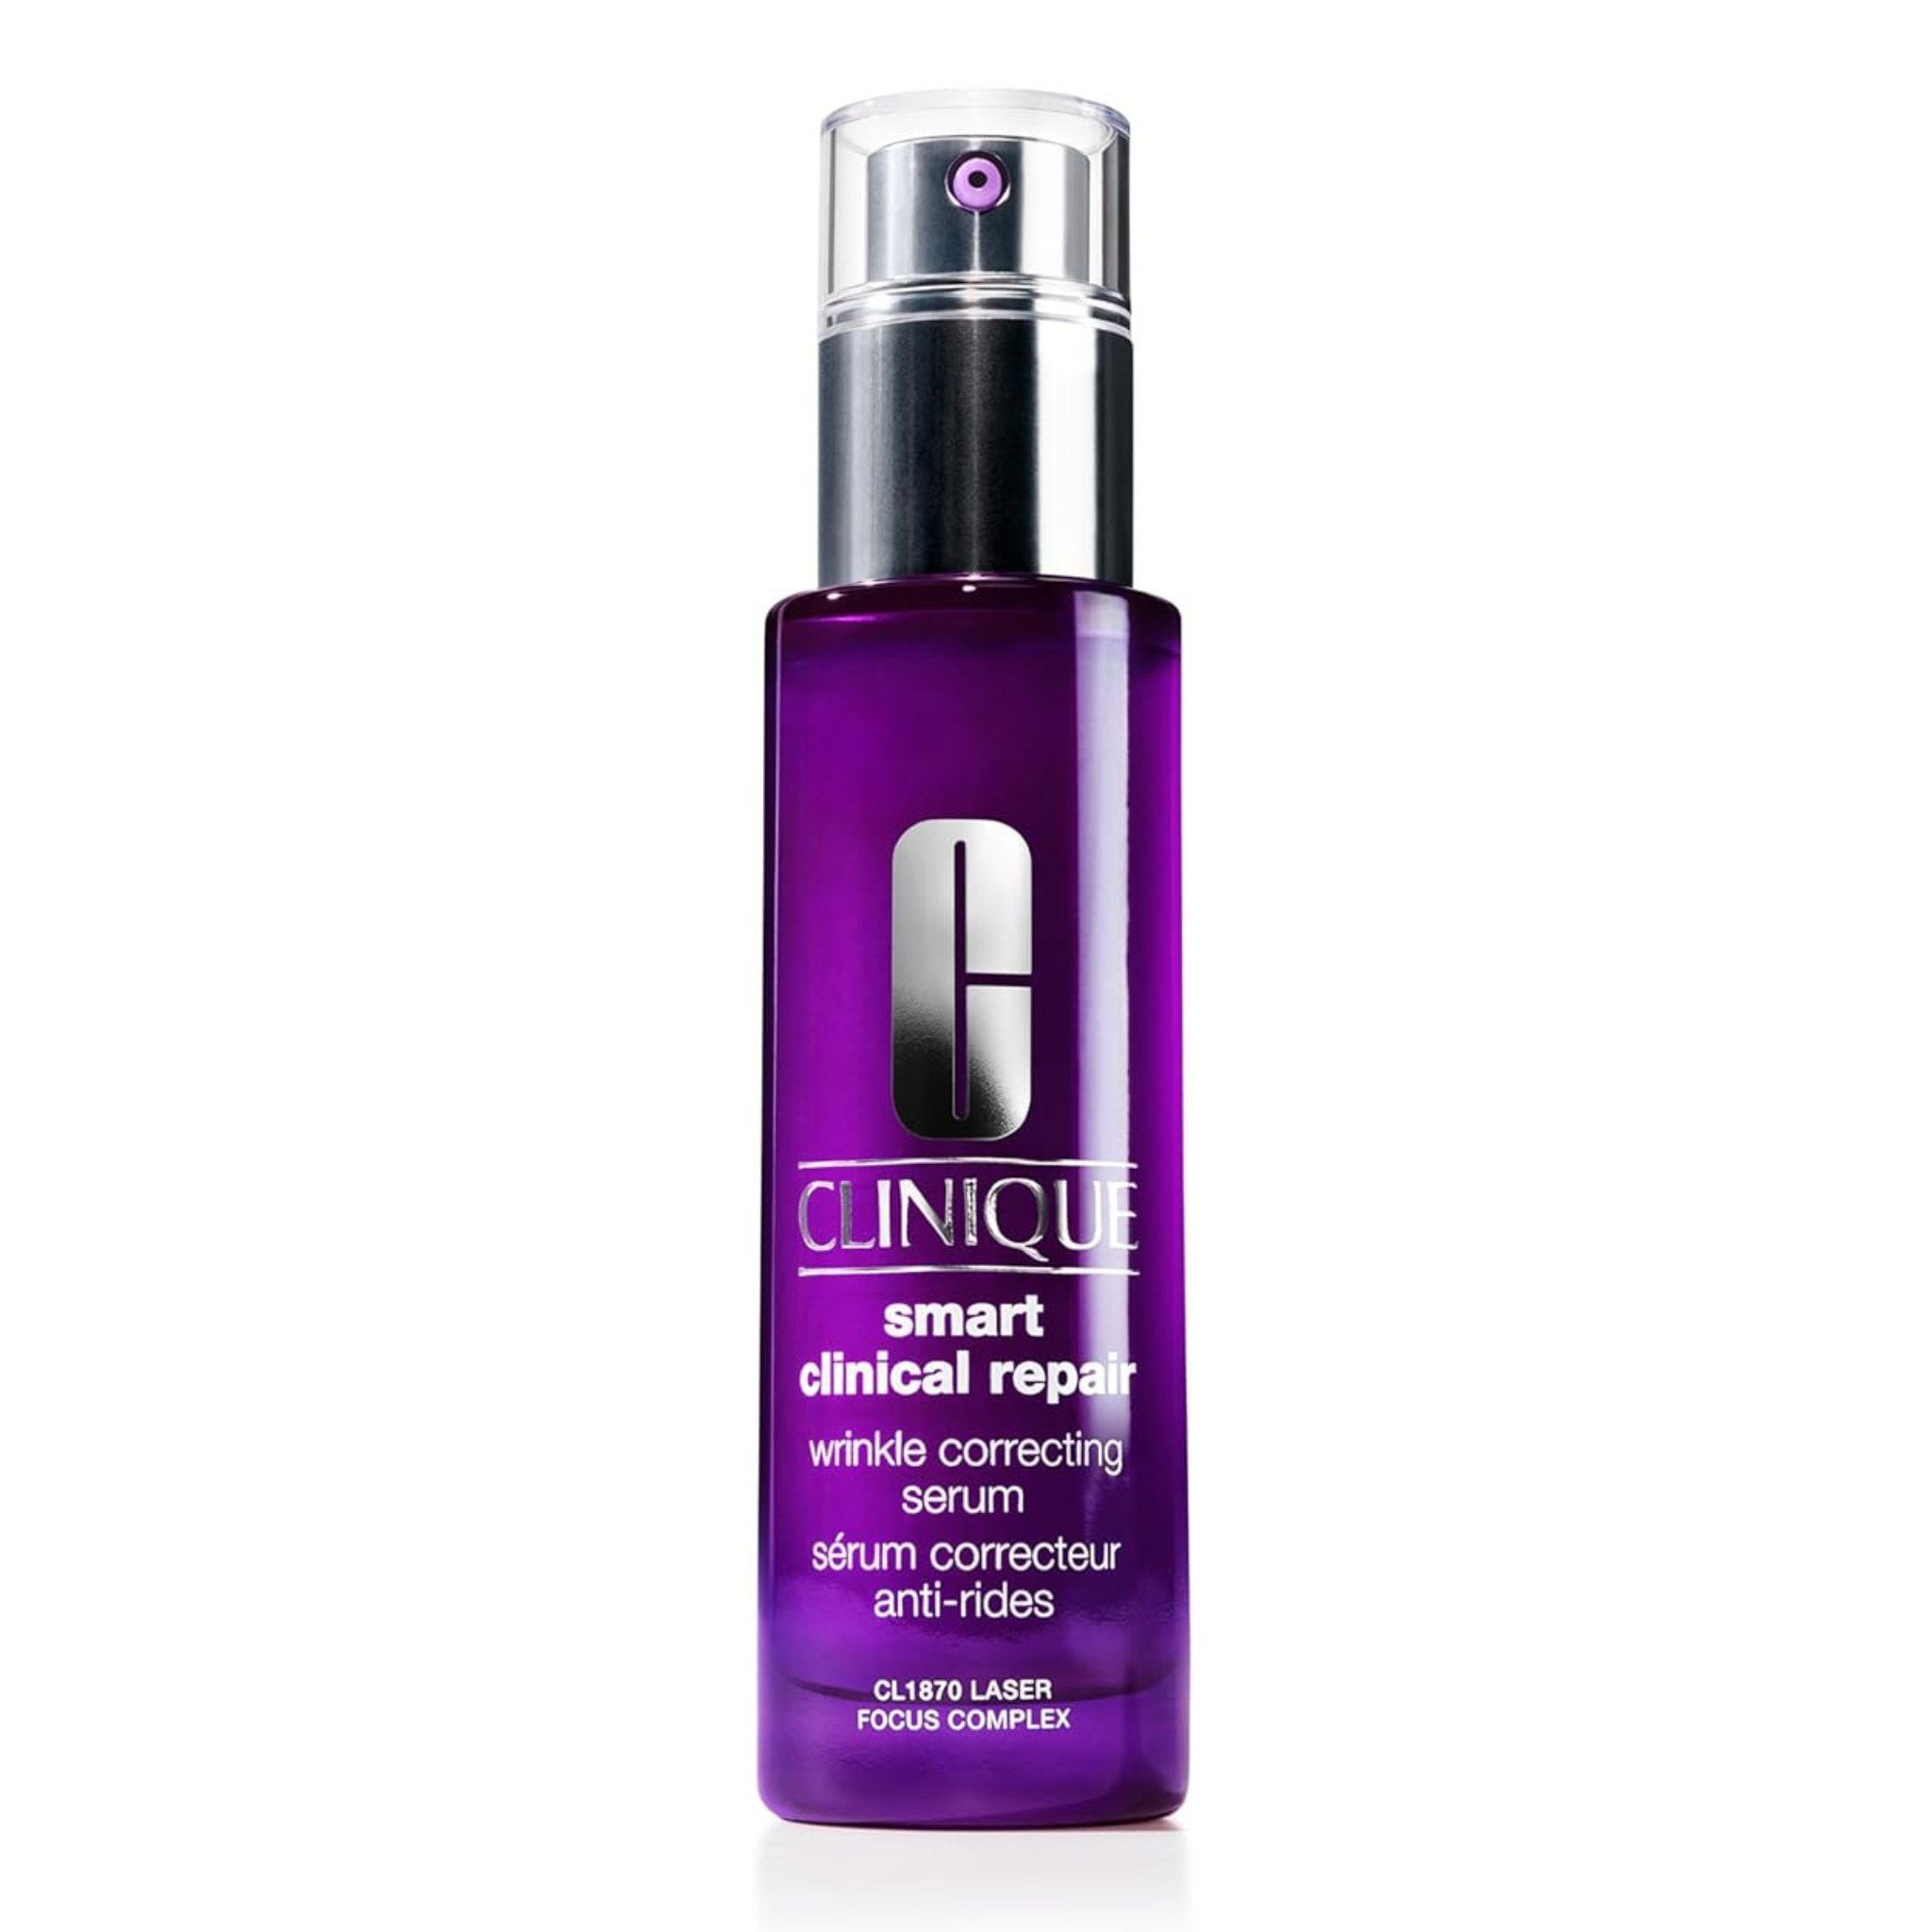 C
CLINIQUE
smart
clinical repair
wrinkle correcting
serum
sérum correcteur
anti-rides
CL1870 LASER
FOCUS COMPLEX